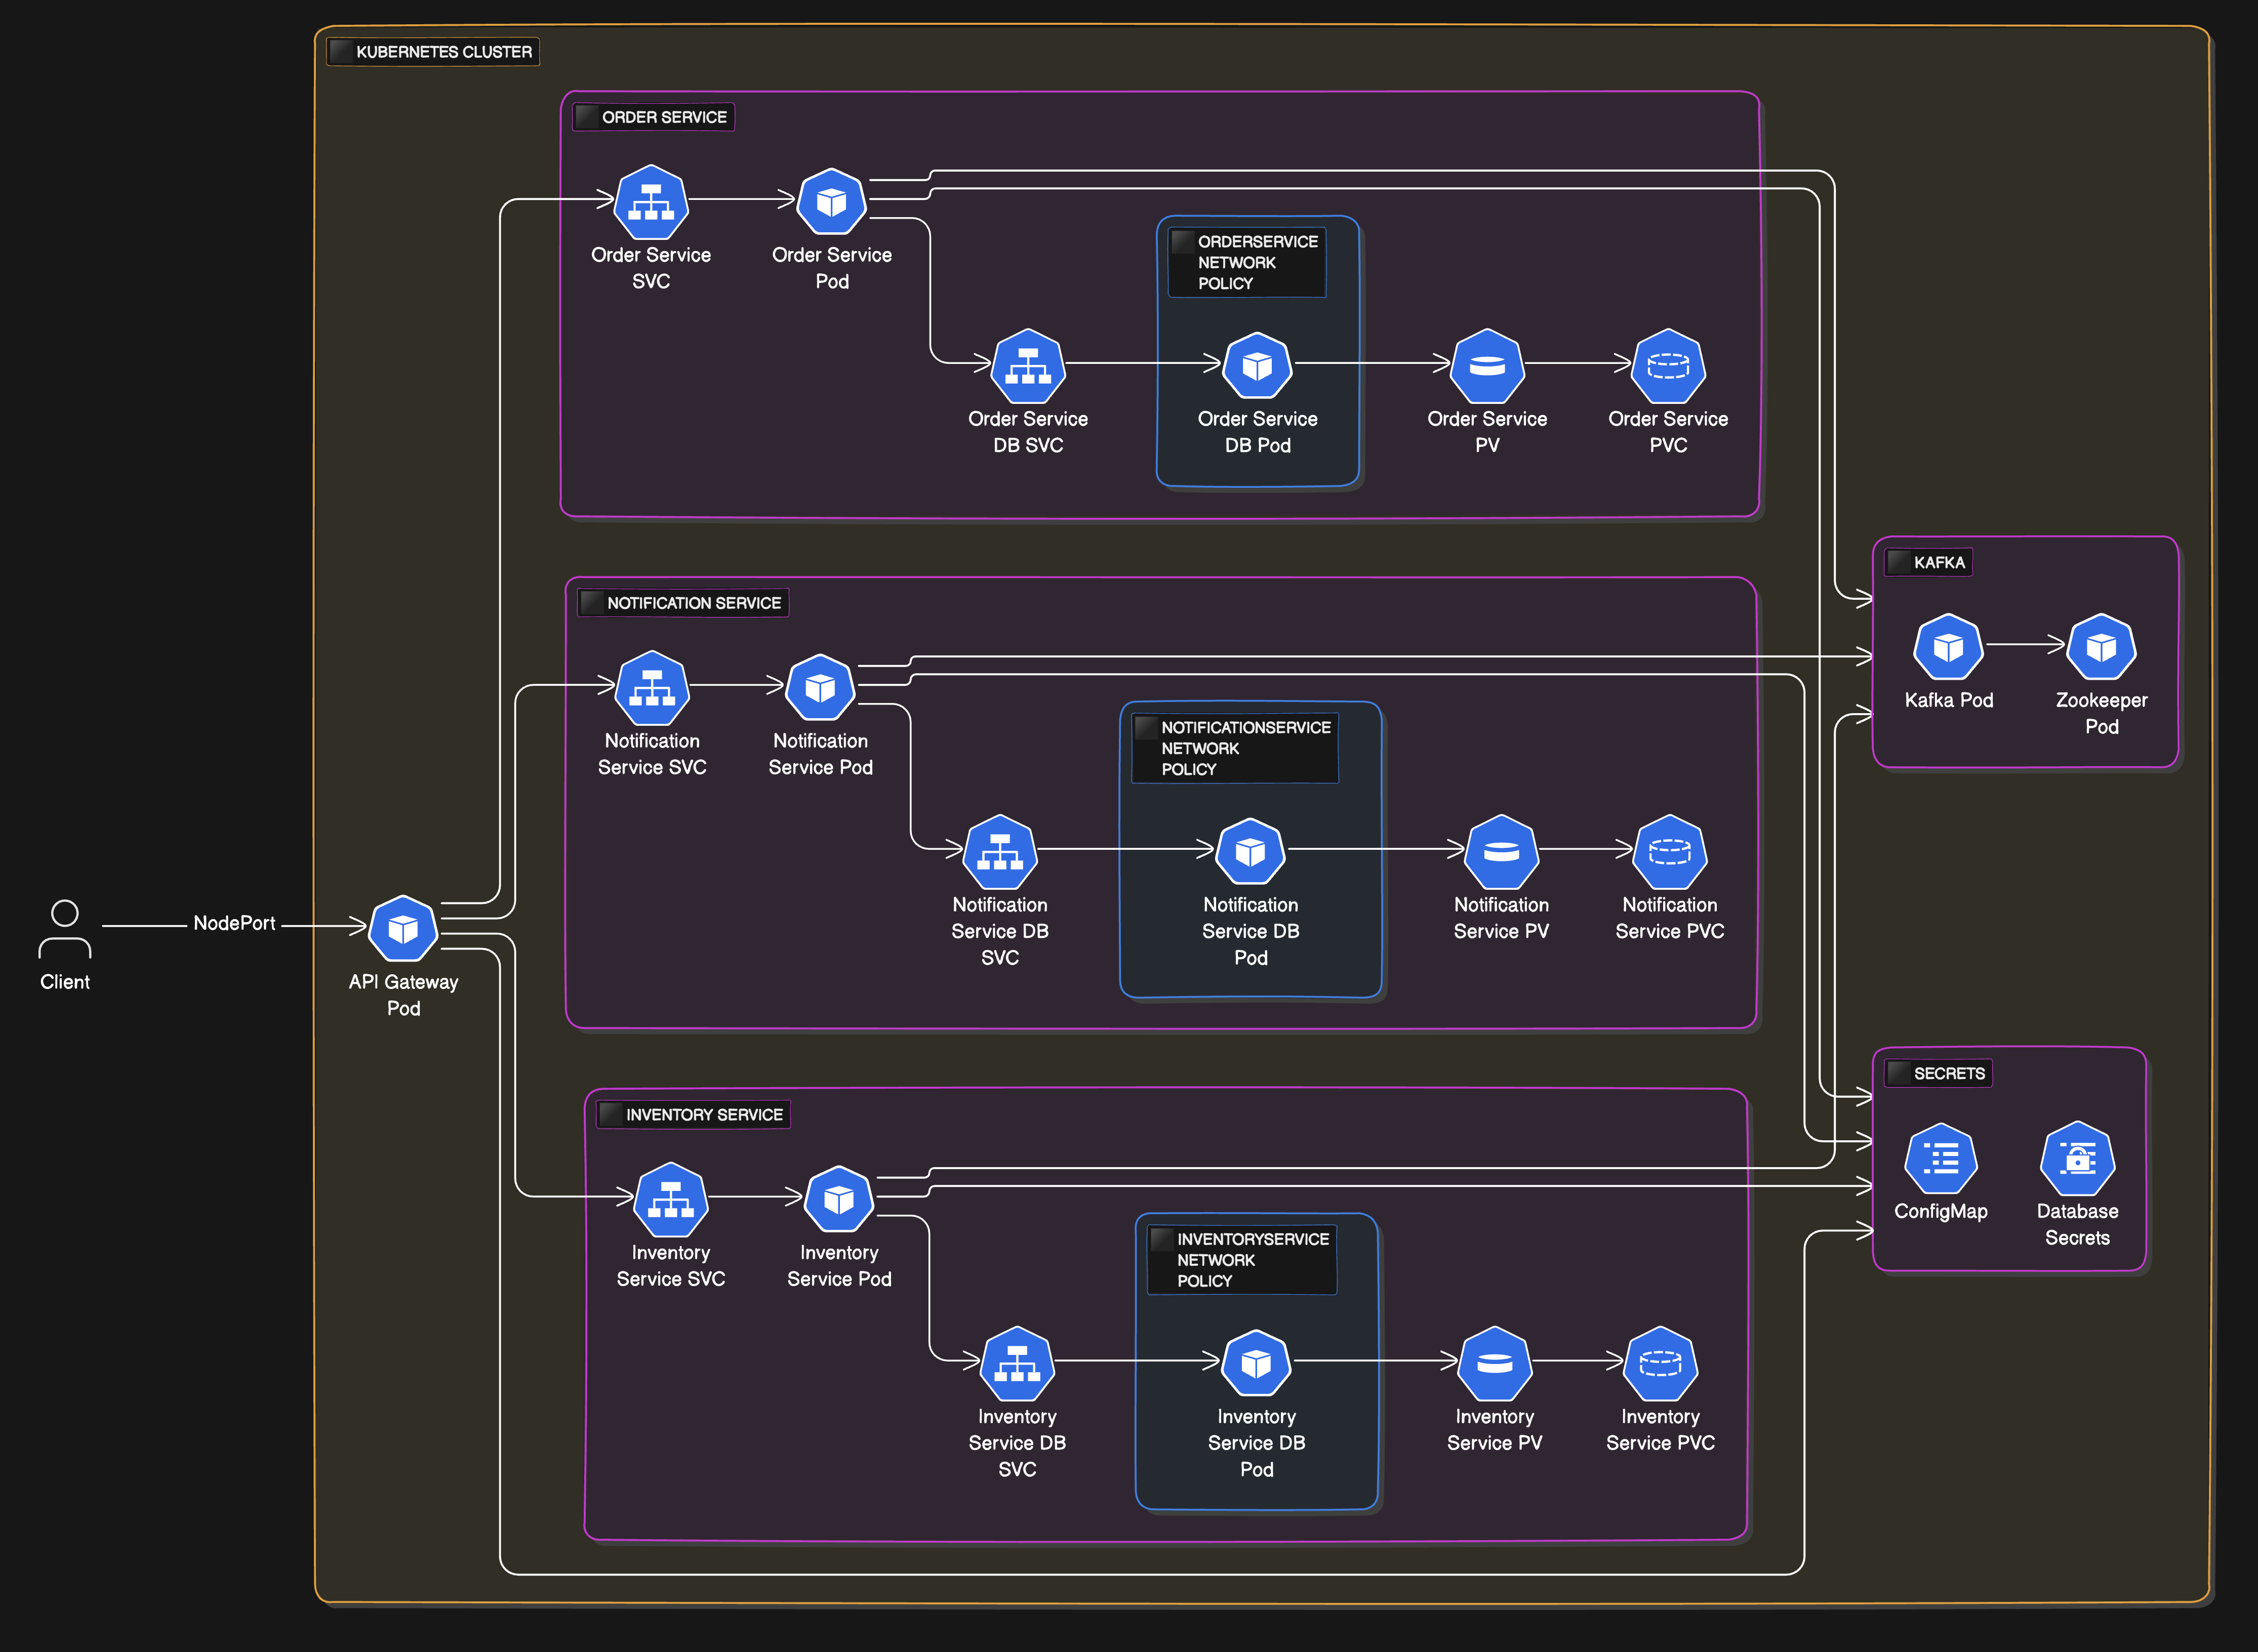 KUBERNETES CLUSTER
ORDER SERVICE
Order Service
SVC
Order Service
Pod
ORDERSERVICE
NETWORK
POLICY
Order Service
DB SVC
Order Service
DB Pod
Order Service
PV
Order Service
PVC
KAFKA
Kafka Pod
Zookeeper
Pod
NOTIFICATION SERVICE
Notification
Service SVC
Notification
Service Pod
NOTIFICATIONSERVICE
NETWORK
POLICY
Notification
Service DB
SVC
Notification
Service DB
Pod
Notification
Service PV
Notification
Service PVC
Client
NodePort
API Gateway
Pod
SECRETS
ConfigMap
Database
Secrets
INVENTORY SERVICE
Inventory
Service SVC
Inventory
Service Pod
INVENTORYSERVICE
NETWORK
POLICY
Inventory
Service DB
SVC
Inventory
Service DB
Pod
Inventory
Service PV
Inventory
Service PVC